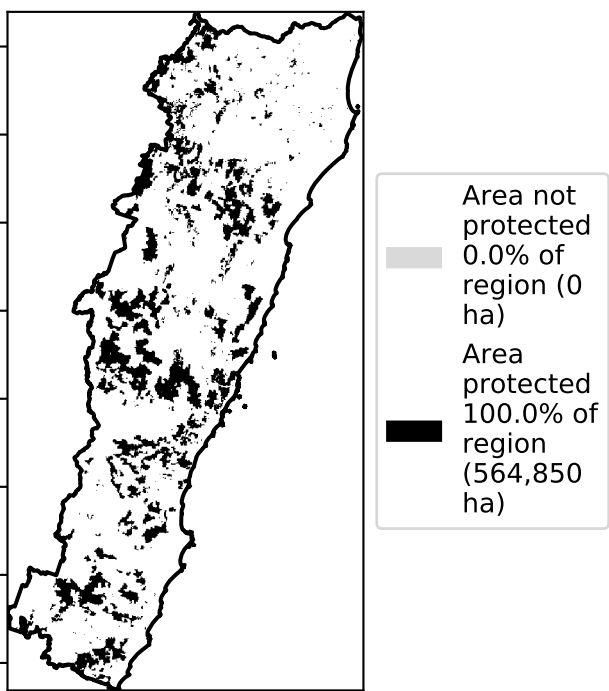 Area not
protected
0.0% of
region (0
ha)
Area
protected
100.0% of
region
(564,850
ha)